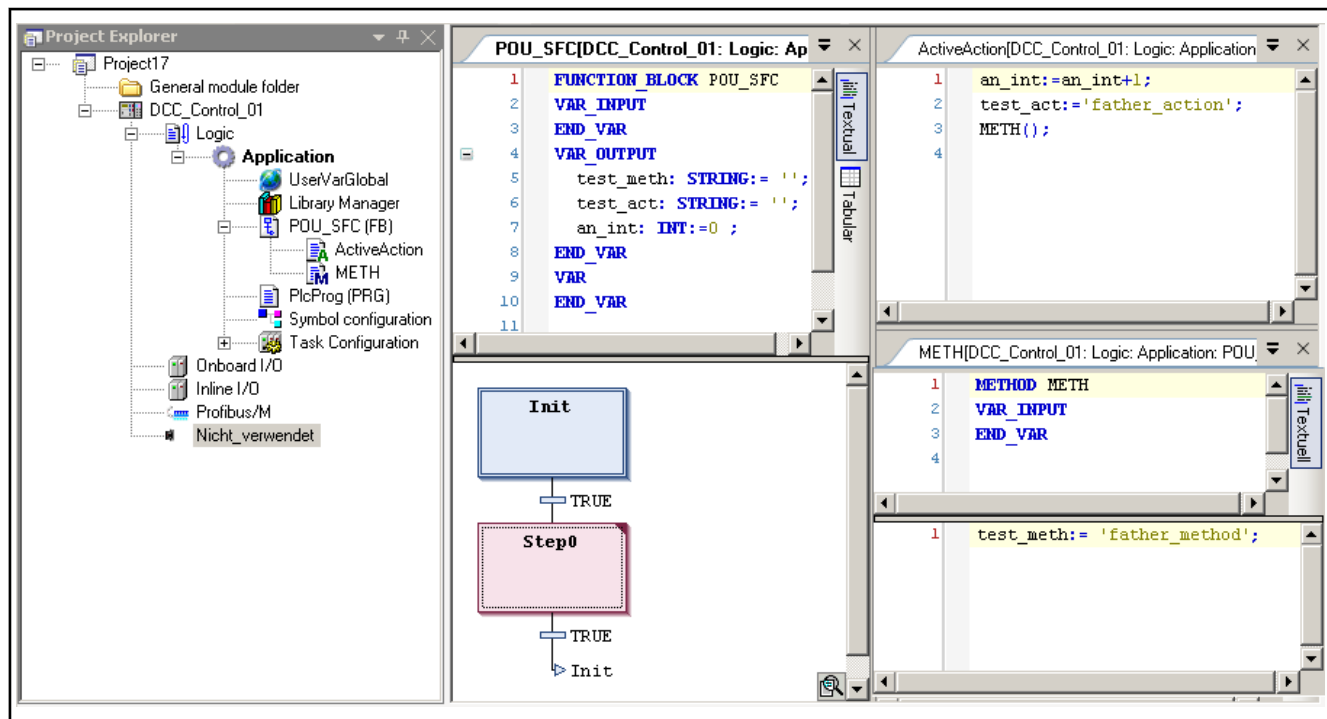 Project Explorer
Project17
General module folder
DCC_Control_01
Logic
Application
UserVarGlobal
Library Manager
POU_SFC (FB)
ActiveAction
METH
PlcProg (PRG)
Symbol configuration
Task Configuration
Onboard I/O
Inline I/O
Profibus/M
Nicht_verwendet
POU_SFC[DCC_Control_01: Logic: Ap
1 FUNCTION_BLOCK POU_SFC
2 VAR_INPUT
3 END_VAR
4 VAR_OUTPUT
5 test_meth: STRING:= '';
6 test_act: STRING:= '';
7 an_int: INT:=0 ;
8 END_VAR
9 VAR
10 END_VAR
11
Textual
Tabular
Init
TRUE
Step0
TRUE
Init
ActiveAction[DCC_Control_01: Logic: Application
1 an_int:=an_int+1;
2 test_act:='father_action';
3 METH();
4
METH[DCC_Control_01: Logic: Application: POU_
1 METHOD METH
2 VAR_INPUT
3 END_VAR
4
Textuell
1 test_meth:= 'father_method';